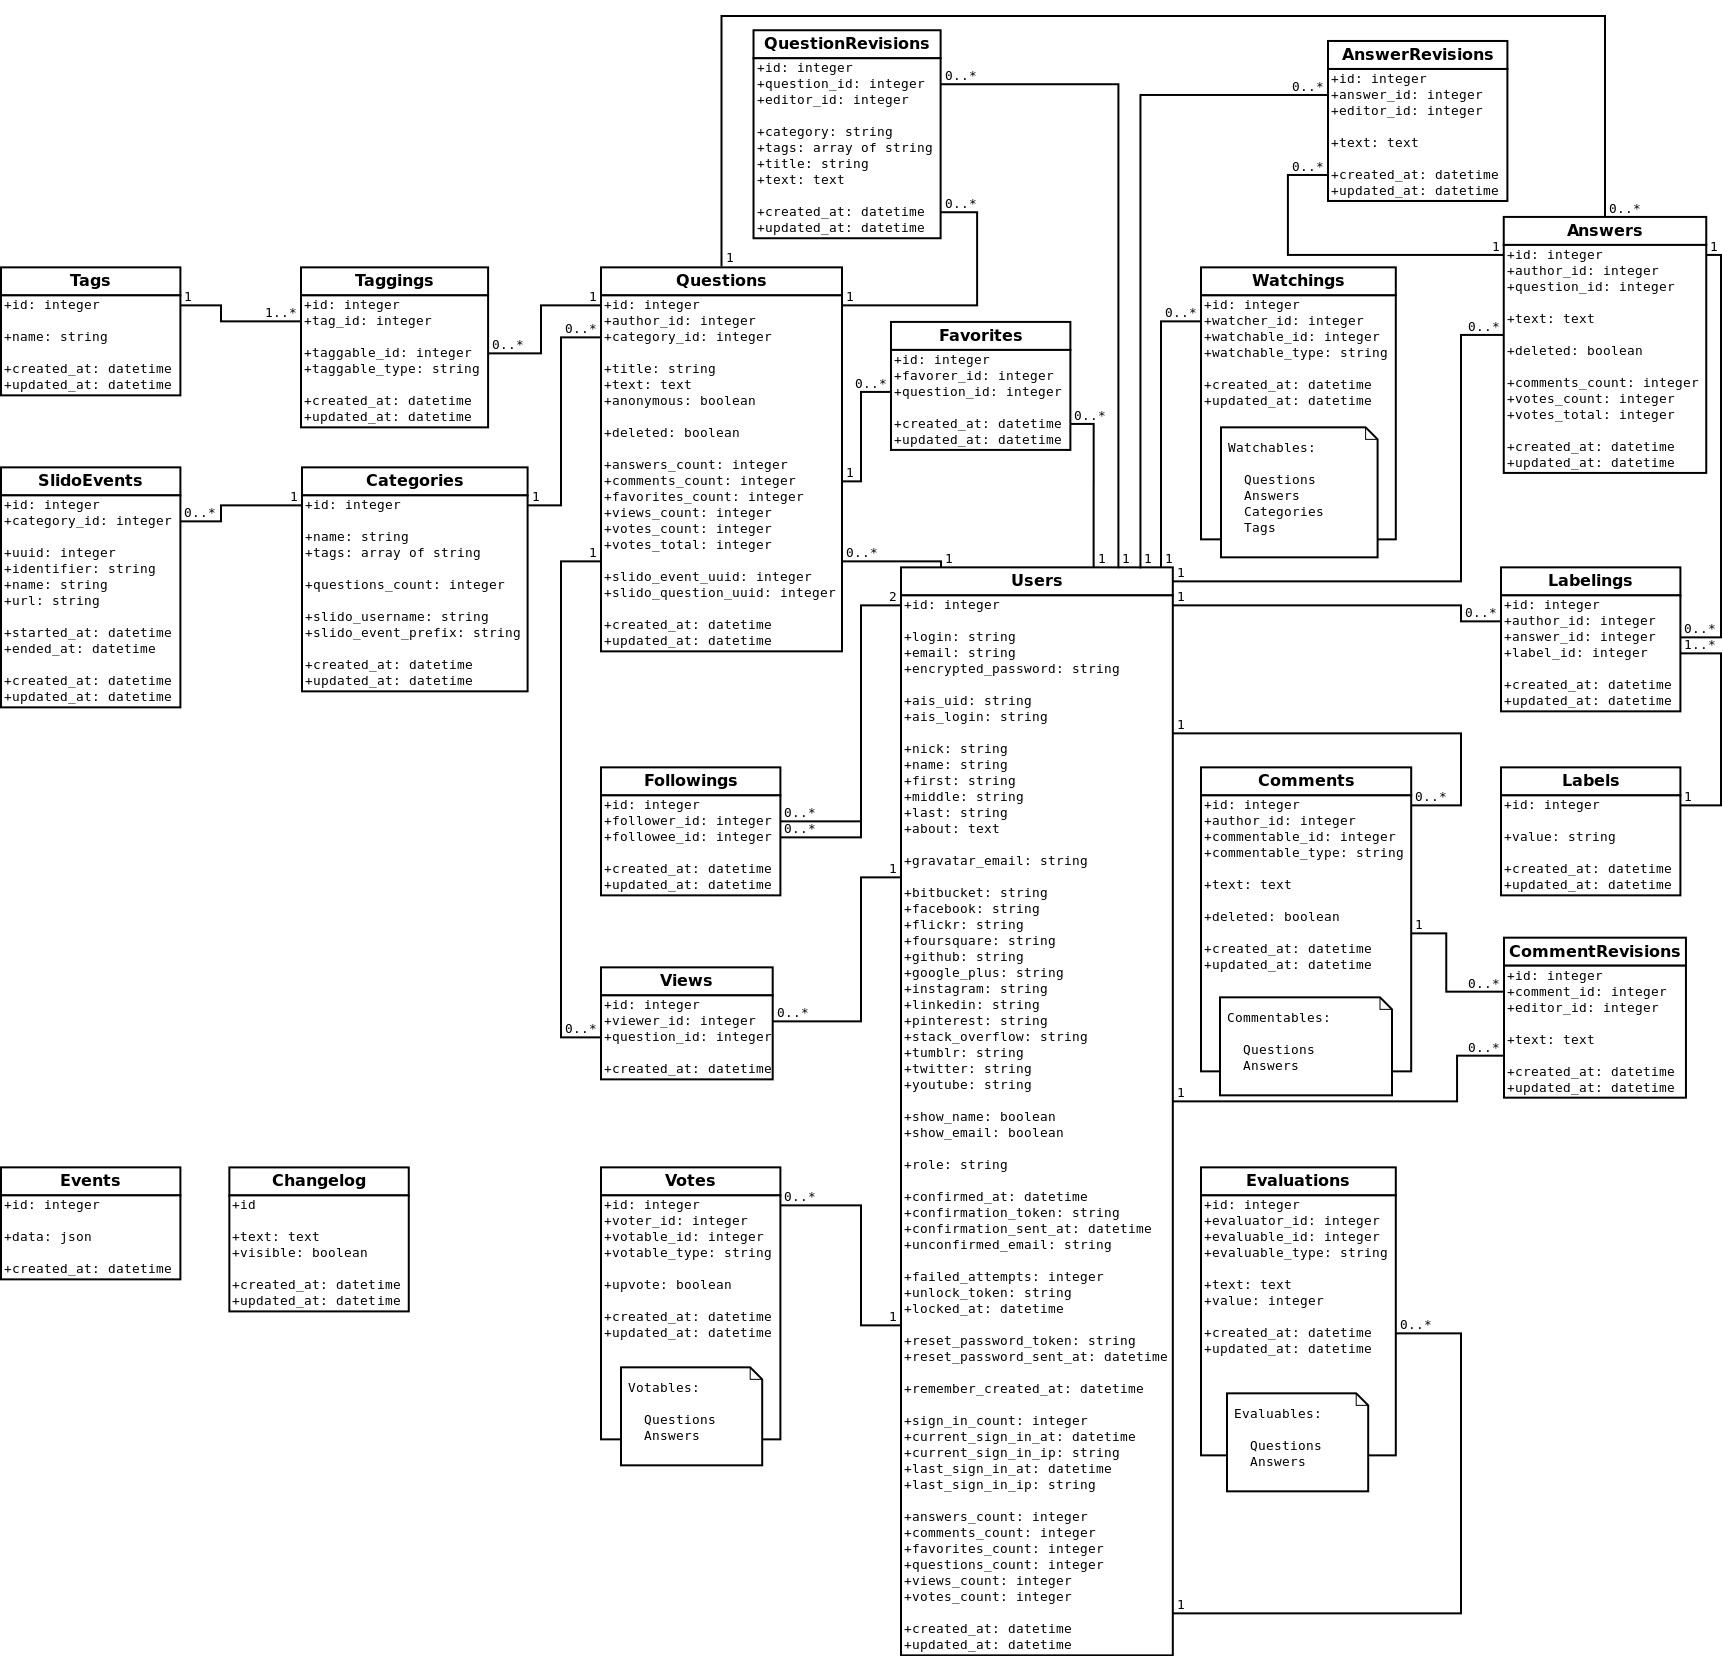 QuestionRevisions
+id: integer
+question_id: integer
+editor_id: integer
+category: string
+tags: array of string
+title: string
+text: text
+created_at: datetime
+updated_at: datetime
0..*
0..*
AnswerRevisions
+id: integer
+answer_id: integer
+editor_id: integer
+text: text
+created_at: datetime
+updated_at: datetime
0..*
0..*
Answers
+id: integer
+author_id: integer
+question_id: integer
+text: text
+deleted: boolean
+comments_count: integer
+votes_count: integer
+votes_total: integer
+created_at: datetime
+updated_at: datetime
0..*
1
1
0..*
Tags
+id: integer
+name: string
+created_at: datetime
+updated_at: datetime
1
1..*
Taggings
+id: integer
+tag_id: integer
+taggable_id: integer
+taggable_type: string
+created_at: datetime
+updated_at: datetime
0..*
1
0..*
1
1
Questions
+id: integer
+author_id: integer
+category_id: integer
+title: string
+text: text
+anonymous: boolean
+deleted: boolean
+answers_count: integer
+comments_count: integer
+favorites_count: integer
+views_count: integer
+votes_count: integer
+votes_total: integer
+slido_event_uuid: integer
+slido_question_uuid: integer
+created_at: datetime
+updated_at: datetime
1
0..*
1
Favorites
+id: integer
+favorer_id: integer
+question_id: integer
+created_at: datetime
+updated_at: datetime
0..*
0..*
Watchings
+id: integer
+watcher_id: integer
+watchable_id: integer
+watchable_type: string
+created_at: datetime
+updated_at: datetime
Watchables:
Questions
Answers
Categories
Tags
0..*
SlidoEvents
+id: integer
+category_id: integer
+uuid: integer
+identifier: string
+name: string
+url: string
+started_at: datetime
+ended_at: datetime
+created_at: datetime
+updated_at: datetime
0..*
1
Categories
+id: integer
+name: string
+tags: array of string
+questions_count: integer
+slido_username: string
+slido_event_prefix: string
+created_at: datetime
+updated_at: datetime
1
1
1
1
1
1
1
1
2
Users
+id: integer
+login: string
+email: string
+encrypted_password: string
+ais_uid: string
+ais_login: string
+nick: string
+name: string
+first: string
+middle: string
+last: string
+about: text
+gravatar_email: string
+bitbucket: string
+facebook: string
+flickr: string
+foursquare: string
+github: string
+google_plus: string
+instagram: string
+linkedin: string
+pinterest: string
+stack_overflow: string
+tumblr: string
+twitter: string
+youtube: string
+show_name: boolean
+show_email: boolean
+role: string
+confirmed_at: datetime
+confirmation_token: string
+confirmation_sent_at: datetime
+unconfirmed_email: string
+failed_attempts: integer
+unlock_token: string
+locked_at: datetime
+reset_password_token: string
+reset_password_sent_at: datetime
+remember_created_at: datetime
+sign_in_count: integer
+current_sign_in_at: datetime
+current_sign_in_ip: string
+last_sign_in_at: datetime
+last_sign_in_ip: string
+answers_count: integer
+comments_count: integer
+favorites_count: integer
+questions_count: integer
+views_count: integer
+votes_count: integer
+created_at: datetime
+updated_at: datetime
1
1
1
1
1
1
Labelings
+id: integer
+author_id: integer
+answer_id: integer
+label_id: integer
+created_at: datetime
+updated_at: datetime
0..*
0..*
1..*
Followings
+id: integer
+follower_id: integer
+followee_id: integer
+created_at: datetime
+updated_at: datetime
0..*
0..*
Comments
+id: integer
+author_id: integer
+commentable_id: integer
+commentable_type: string
+text: text
+deleted: boolean
+created_at: datetime
+updated_at: datetime
Commentables:
Questions
Answers
0..*
1
Labels
+id: integer
+value: string
+created_at: datetime
+updated_at: datetime
1
CommentRevisions
+id: integer
+comment_id: integer
+editor_id: integer
+text: text
+created_at: datetime
+updated_at: datetime
0..*
0..*
Views
+id: integer
+viewer_id: integer
+question_id: integer
+created_at: datetime
0..*
0..*
Events
+id: integer
+data: json
+created_at: datetime
Changelog
+id
+text: text
+visible: boolean
+created_at: datetime
+updated_at: datetime
Votes
+id: integer
+voter_id: integer
+votable_id: integer
+votable_type: string
+upvote: boolean
+created_at: datetime
+updated_at: datetime
Votables:
Questions
Answers
0..*
1
Evaluations
+id: integer
+evaluator_id: integer
+evaluable_id: integer
+evaluable_type: string
+text: text
+value: integer
+created_at: datetime
+updated_at: datetime
Evaluables:
Questions
Answers
0..*